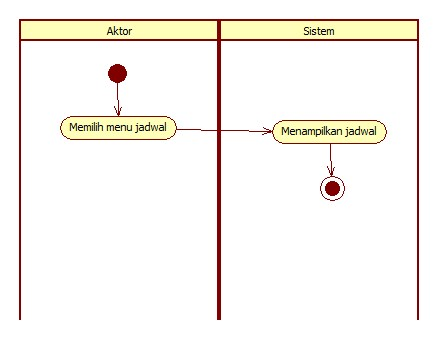 Aktor
Sistem
Memilih menu jadwal
Menampilkan jadwal